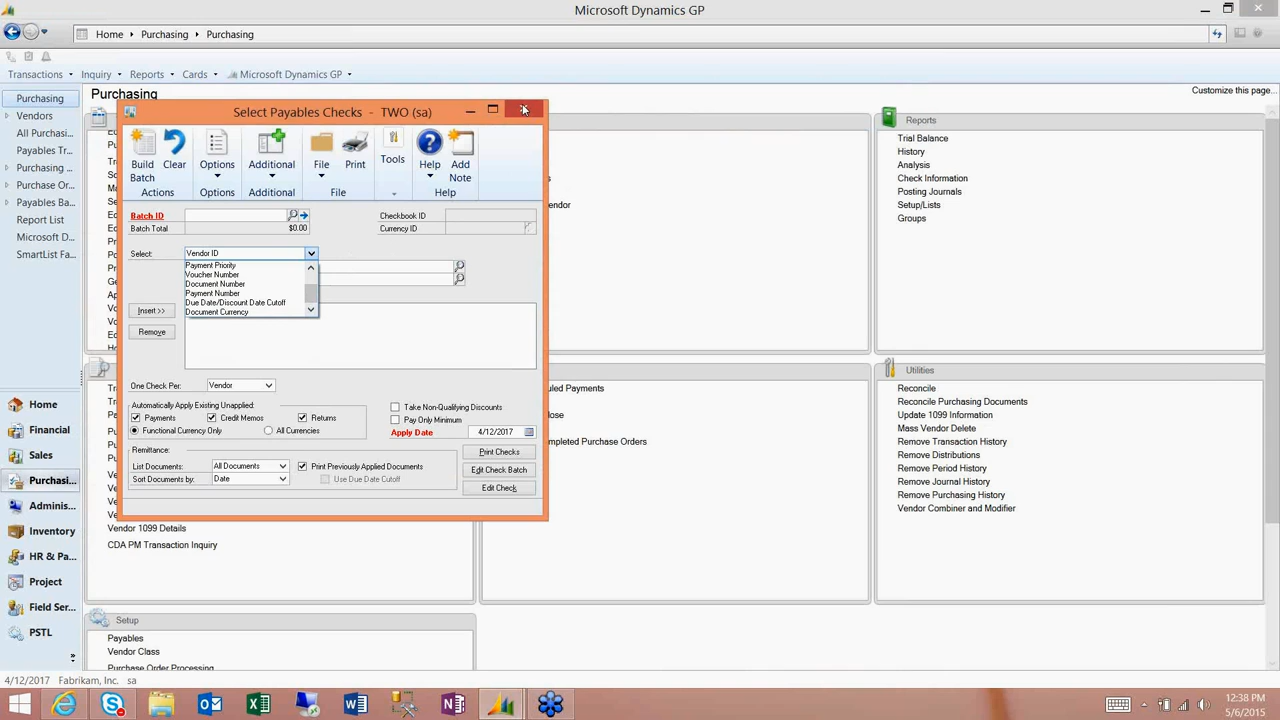 Microsoft Dynamics GP
Home
Purchasing
Purchasing
Transactions
Inquiry
Reports
Cards
Microsoft Dynamics GP
Purchasing
Customize this page...
Purchasing
Vendors
All Purchasi
Payables Tr...
Purchasing ...
Purchase Or...
Payables Ba...
Report List
Microsoft D...
SmartList Fa...
Select Payables Checks - TWO (sa)
Build
Batch
Clear
Options
Additional
File
Print
Tools
Help
Add
Note
Actions
Options
Additional
File
Help
Batch ID
Batch Total
$0.00
Checkbook ID
Currency ID
Select:
Vendor ID
Payment Priority
Voucher Number
Document Number
Payment Number
Due Date/Discount Date Cutoff
Document Currency
Insert >>
Remove
One Check Per:
Vendor
Automatically Apply Existing Unapplied:
Payments
Credit Memos
Returns
Functional Currency Only
All Currencies
Take Non-Qualifying Discounts
Pay Only Minimum
Apply Date
4/12/2017
Remittance:
List Documents:
All Documents
Print Previously Applied Documents
Sort Documents by:
Date
Use Due Date Cutoff
Print Checks
Edit Check Batch
Edit Check
Vendor 1099 Details
CDA PM Transaction Inquiry
Reports
Trial Balance
History
Analysis
Check Information
Posting Journals
Setup/Lists
Groups
Utilities
Reconcile
Reconcile Purchasing Documents
Update 1099 Information
Mass Vendor Delete
Remove Transaction History
Remove Distributions
Remove Period History
Remove Journal History
Remove Purchasing History
Vendor Combiner and Modifier
Setup
Payables
Vendor Class
Purchase Order Processing
Home
Financial
Sales
Purchasi...
Adminis...
Inventory
HR & Pa...
Project
Field Ser...
PSTL
4/12/2017
Fabrikam, Inc.
sa
12:38 PM
5/6/2015